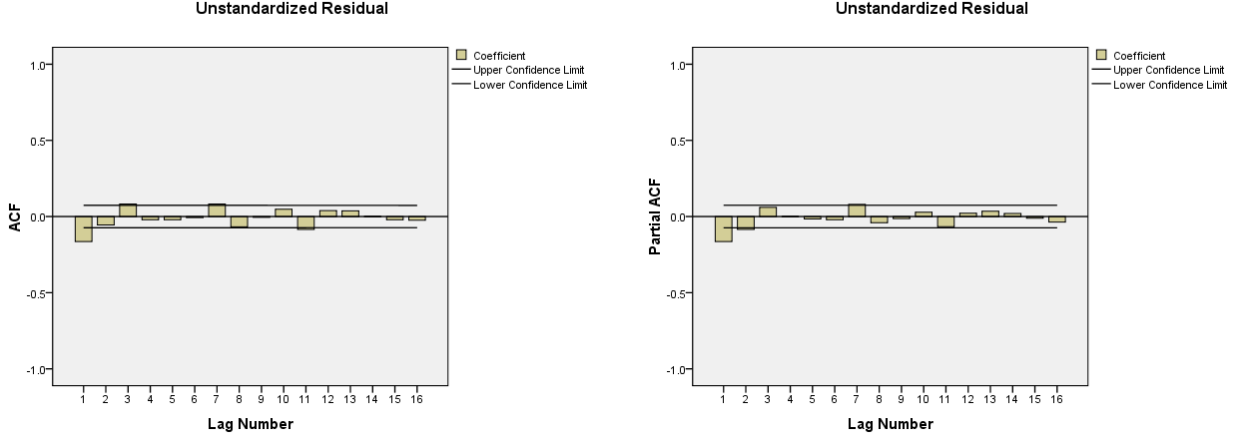 Unstandardized Residual
1.0
0.5
0.0
-0.5
-1.0
ACF
1 2 3 4 5 6 7 8 9 10 11 12 13 14 15 16
Lag Number
Coefficient
Upper Confidence Limit
Lower Confidence Limit
Unstandardized Residual
1.0
0.5
0.0
-0.5
-1.0
Partial ACF
1 2 3 4 5 6 7 8 9 10 11 12 13 14 15 16
Lag Number
Coefficient
Upper Confidence Limit
Lower Confidence Limit